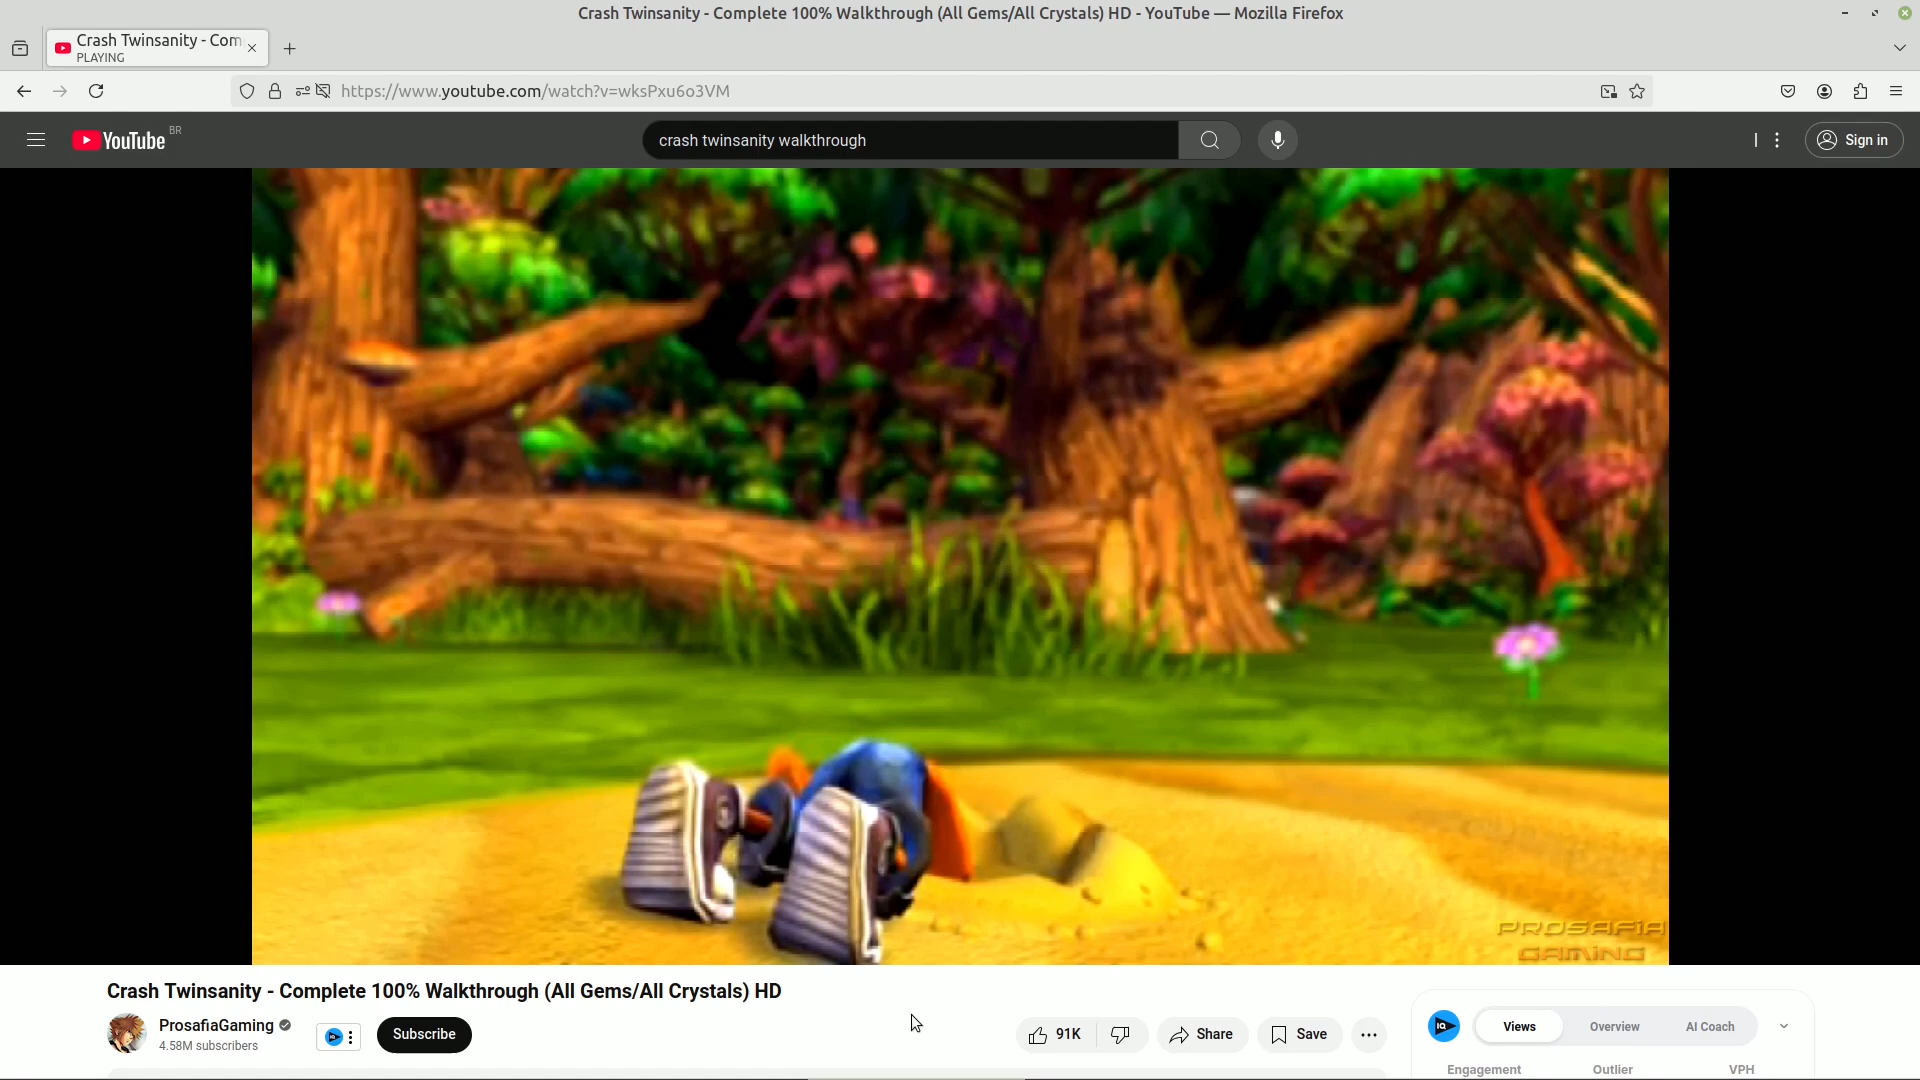 Crash Twinsanity - Complete 100% Walkthrough (All Gems/All Crystals) HD - YouTube — Mozilla Firefox
Crash Twinsanity - Com
PLAYING
https://www.youtube.com/watch?v=wksPxu6o3VM
YouTube BR
crash twinsanity walkthrough
Sign in
PROSAFIA
GAMING
Crash Twinsanity - Complete 100% Walkthrough (All Gems/All Crystals) HD
ProsafiaGaming
4.58M subscribers
IQ
Subscribe
91K
Share
Save
IQ
Views
Overview
AI Coach
Engagement
Outlier
VPH